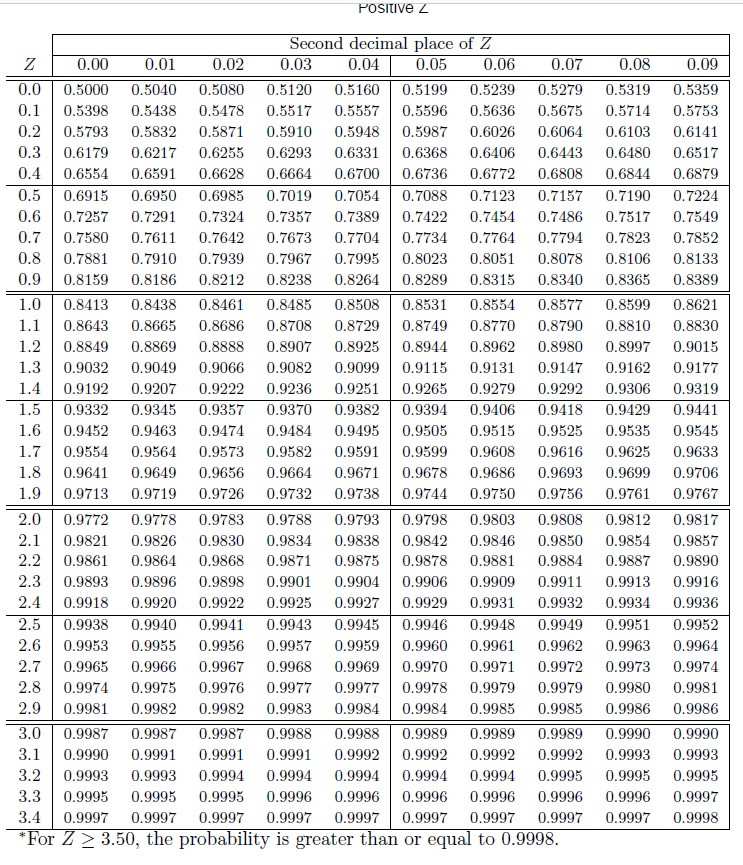 Positive Z
Second decimal place of Z
Z 0.00 0.01 0.02 0.03 0.04 0.05 0.06 0.07 0.08 0.09
0.0 0.5000 0.5040 0.5080 0.5120 0.5160 0.5199 0.5239 0.5279 0.5319 0.5359
0.1 0.5398 0.5438 0.5478 0.5517 0.5557 0.5596 0.5636 0.5675 0.5714 0.5753
0.2 0.5793 0.5832 0.5871 0.5910 0.5948 0.5987 0.6026 0.6064 0.6103 0.6141
0.3 0.6179 0.6217 0.6255 0.6293 0.6331 0.6368 0.6406 0.6443 0.6480 0.6517
0.4 0.6554 0.6591 0.6628 0.6664 0.6700 0.6736 0.6772 0.6808 0.6844 0.6879
0.5 0.6915 0.6950 0.6985 0.7019 0.7054 0.7088 0.7123 0.7157 0.7190 0.7224
0.6 0.7257 0.7291 0.7324 0.7357 0.7389 0.7422 0.7454 0.7486 0.7517 0.7549
0.7 0.7580 0.7611 0.7642 0.7673 0.7704 0.7734 0.7764 0.7794 0.7823 0.7852
0.8 0.7881 0.7910 0.7939 0.7967 0.7995 0.8023 0.8051 0.8078 0.8106 0.8133
0.9 0.8159 0.8186 0.8212 0.8238 0.8264 0.8289 0.8315 0.8340 0.8365 0.8389
1.0 0.8413 0.8438 0.8461 0.8485 0.8508 0.8531 0.8554 0.8577 0.8599 0.8621
1.1 0.8643 0.8665 0.8686 0.8708 0.8729 0.8749 0.8770 0.8790 0.8810 0.8830
1.2 0.8849 0.8869 0.8888 0.8907 0.8925 0.8944 0.8962 0.8980 0.8997 0.9015
1.3 0.9032 0.9049 0.9066 0.9082 0.9099 0.9115 0.9131 0.9147 0.9162 0.9177
1.4 0.9192 0.9207 0.9222 0.9236 0.9251 0.9265 0.9279 0.9292 0.9306 0.9319
1.5 0.9332 0.9345 0.9357 0.9370 0.9382 0.9394 0.9406 0.9418 0.9429 0.9441
1.6 0.9452 0.9463 0.9474 0.9484 0.9495 0.9505 0.9515 0.9525 0.9535 0.9545
1.7 0.9554 0.9564 0.9573 0.9582 0.9591 0.9599 0.9608 0.9616 0.9625 0.9633
1.8 0.9641 0.9649 0.9656 0.9664 0.9671 0.9678 0.9686 0.9693 0.9699 0.9706
1.9 0.9713 0.9719 0.9726 0.9732 0.9738 0.9744 0.9750 0.9756 0.9761 0.9767
2.0 0.9772 0.9778 0.9783 0.9788 0.9793 0.9798 0.9803 0.9808 0.9812 0.9817
2.1 0.9821 0.9826 0.9830 0.9834 0.9838 0.9842 0.9846 0.9850 0.9854 0.9857
2.2 0.9861 0.9864 0.9868 0.9871 0.9875 0.9878 0.9881 0.9884 0.9887 0.9890
2.3 0.9893 0.9896 0.9898 0.9901 0.9904 0.9906 0.9909 0.9911 0.9913 0.9916
2.4 0.9918 0.9920 0.9922 0.9925 0.9927 0.9929 0.9931 0.9932 0.9934 0.9936
2.5 0.9938 0.9940 0.9941 0.9943 0.9945 0.9946 0.9948 0.9949 0.9951 0.9952
2.6 0.9953 0.9955 0.9956 0.9957 0.9959 0.9960 0.9961 0.9962 0.9963 0.9964
2.7 0.9965 0.9966 0.9967 0.9968 0.9969 0.9970 0.9971 0.9972 0.9973 0.9974
2.8 0.9974 0.9975 0.9976 0.9977 0.9977 0.9978 0.9979 0.9979 0.9980 0.9981
2.9 0.9981 0.9982 0.9982 0.9983 0.9984 0.9984 0.9985 0.9985 0.9986 0.9986
3.0 0.9987 0.9987 0.9987 0.9988 0.9988 0.9989 0.9989 0.9989 0.9990 0.9990
3.1 0.9990 0.9991 0.9991 0.9991 0.9992 0.9992 0.9992 0.9992 0.9993 0.9993
3.2 0.9993 0.9993 0.9994 0.9994 0.9994 0.9994 0.9994 0.9995 0.9995 0.9995
3.3 0.9995 0.9995 0.9995 0.9996 0.9996 0.9996 0.9996 0.9996 0.9996 0.9997
3.4 0.9997 0.9997 0.9997 0.9997 0.9997 0.9997 0.9997 0.9997 0.9997 0.9998
*For Z ≥ 3.50, the probability is greater than or equal to 0.9998.